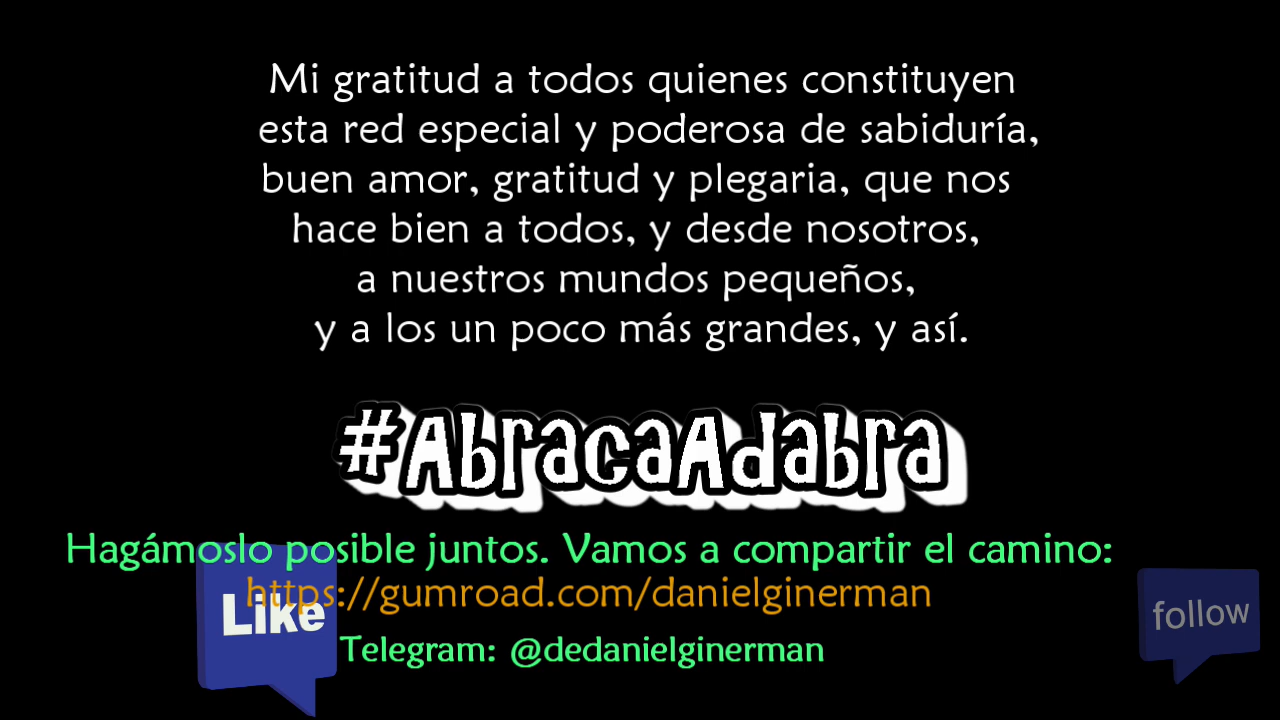 Mi gratitud a todos quienes constituyen
esta red especial y poderosa de sabiduría,
buen amor, gratitud y plegaria, que nos
hace bien a todos, y desde nosotros,
a nuestros mundos pequeños,
y a los un poco más grandes, y así.
#AbracaAdabra
Hagámoslo posible juntos. Vamos a compartir el camino:
https://gumroad.com/danielginerman
Like
follow
Telegram: @dedanielginerman